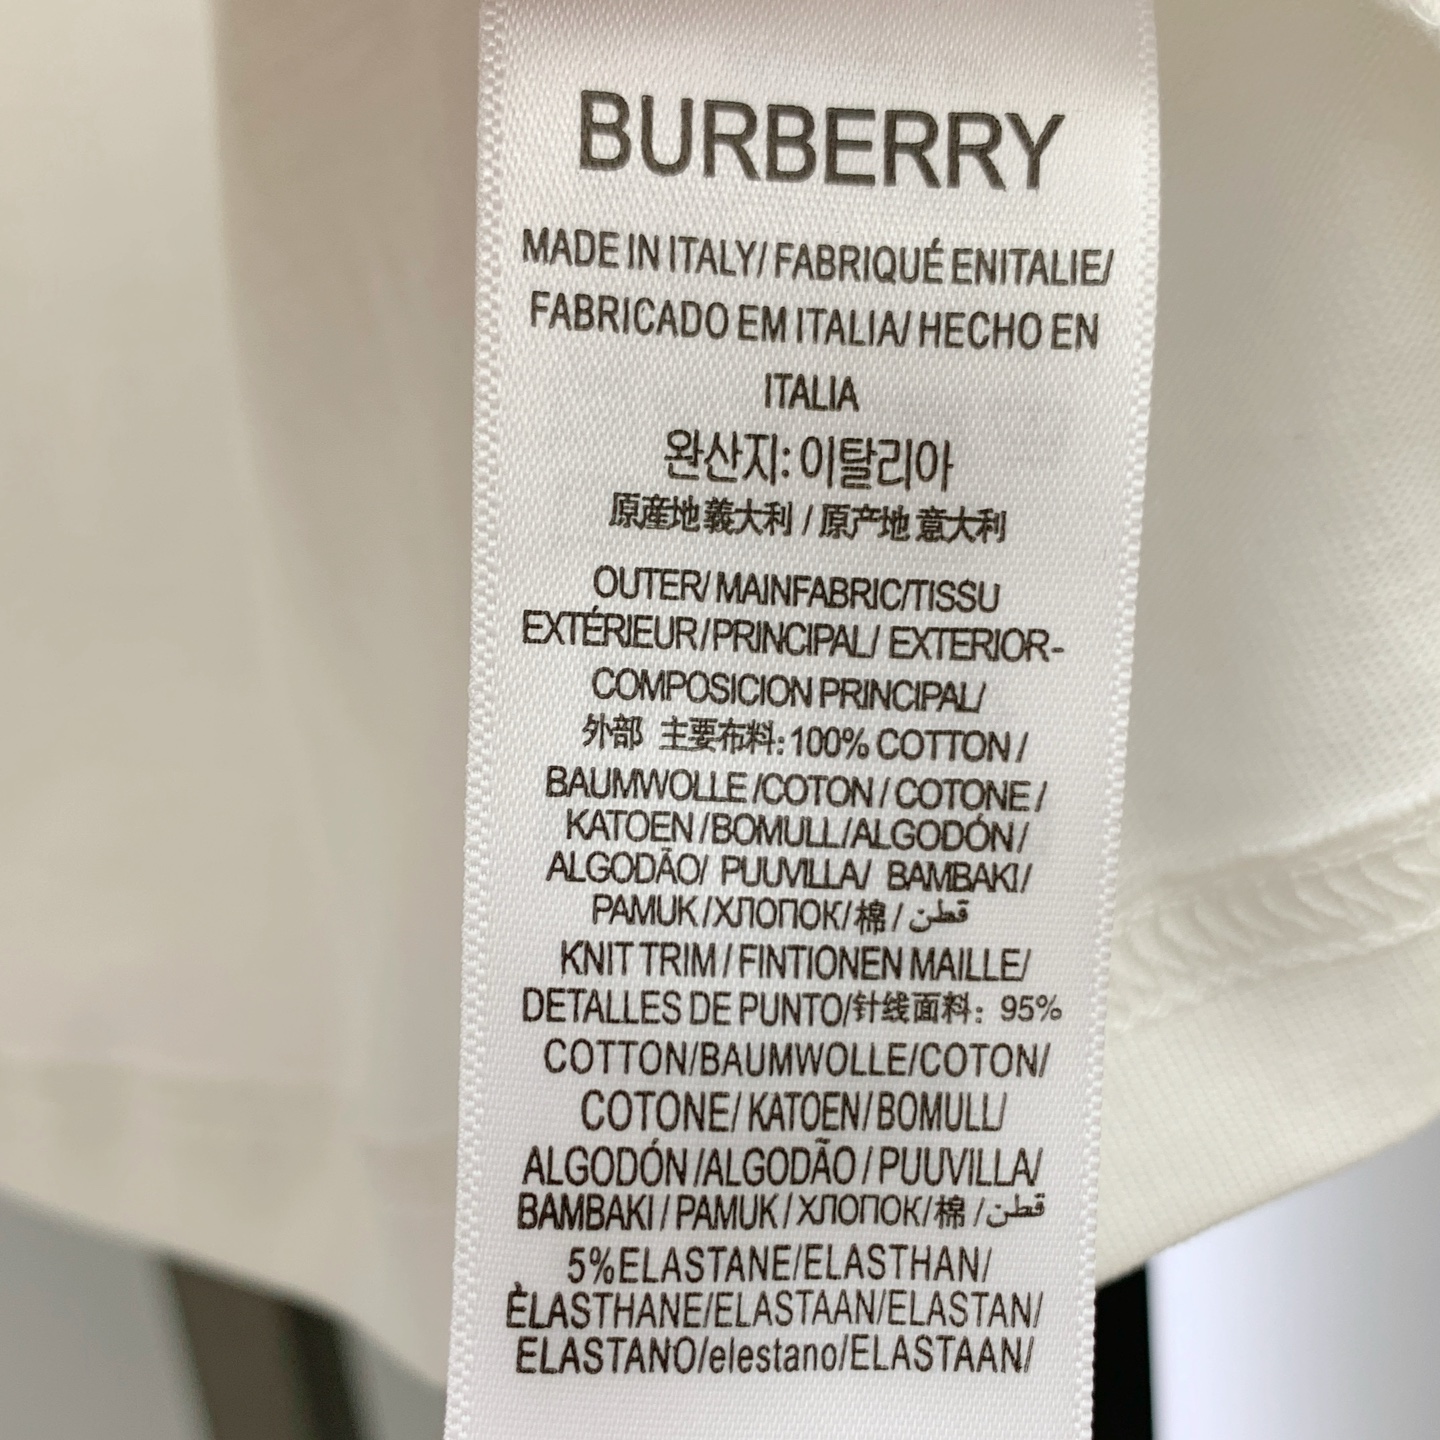 BURBERRY
MADE IN ITALY/ FABRIQUÉ ENITALIE/
FABRICADO EM ITALIA/ HECHO EN
ITALIA
완산지: 이탈리아
原産地 義大利 / 原产地 意大利
OUTER/ MAINFABRIC/TISSU
EXTÉRIEUR/PRINCIPAL/ EXTERIOR-
COMPOSICION PRINCIPAL/
外部 主要布料: 100% COTTON /
BAUMWOLLE /COTON / COTONE /
KATOEN /BOMULL/ALGODÓN/
ALGODÃO/ PUUVILLA/ BAMBAKI/
PAMUK /ХЛОПОК/ 棉 / قطن
KNIT TRIM / FINTIONEN MAILLE/
DETALLES DE PUNTO/针线面料: 95%
COTTON/BAUMWOLLE/COTON/
COTONE/ KATOEN/ BOMULL/
ALGODÓN /ALGODÃO / PUUVILLA/
BAMBAKI / PAMUK / ХЛОПОК/ 棉 / قطن
5%ELASTANE/ELASTHAN/
ÈLASTHANE/ELASTAAN/ELASTAN/
ELASTANO/elestano/ELASTAAN/